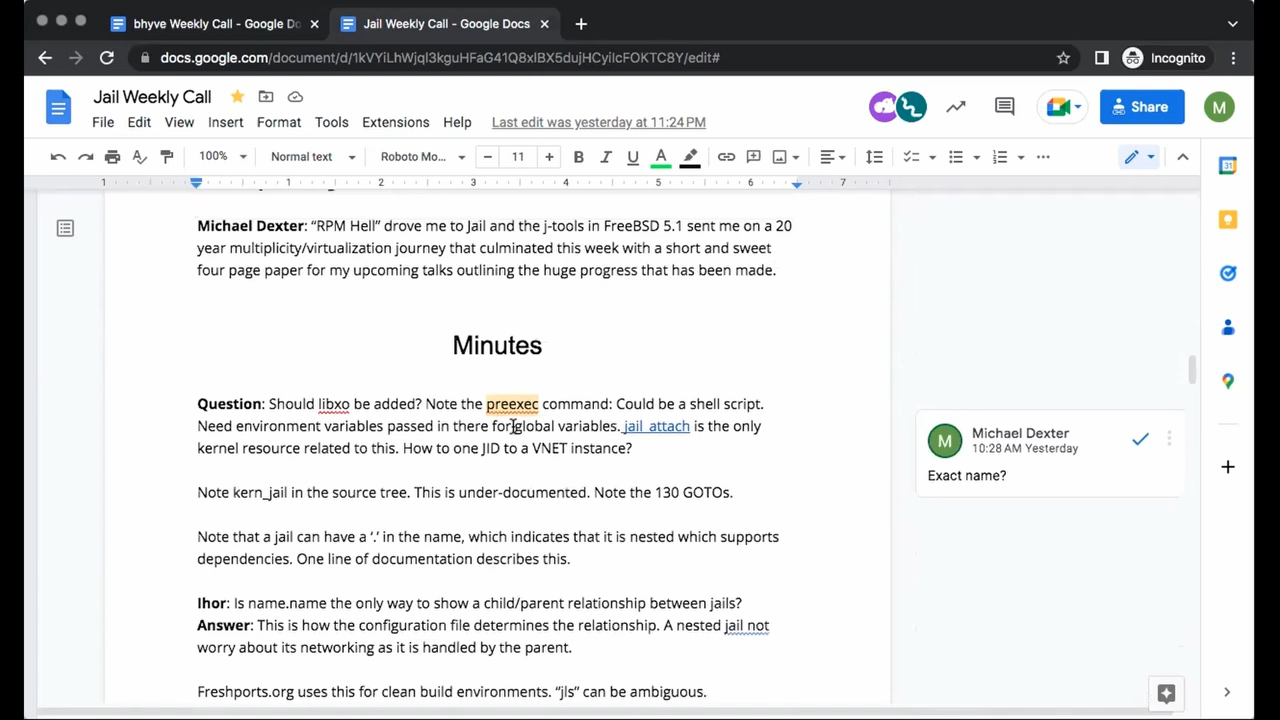 bhyve Weekly Call - Google Do
Jail Weekly Call - Google Docs
docs.google.com/document/d/1kVYiLhWjqI3kguHFaG41Q8xIBX5dujHCyiIcFOKTC8Y/edit#
Incognito
Jail Weekly Call
Share
M
File Edit View Insert Format Tools Extensions Help Last edit was yesterday at 11:24 PM
100% Normal text Roboto Mo... 11 B I U A
1 1 2 3 4 5 6 7
31
Michael Dexter: “RPM Hell” drove me to Jail and the j-tools in FreeBSD 5.1 sent me on a 20
year multiplicity/virtualization journey that culminated this week with a short and sweet
four page paper for my upcoming talks outlining the huge progress that has been made.
Minutes
Question: Should libxo be added? Note the preexec command: Could be a shell script.
Need environment variables passed in there for global variables. jail_attach is the only
kernel resource related to this. How to one JID to a VNET instance?
M
Michael Dexter
10:28 AM Yesterday
Exact name?
Note kern_jail in the source tree. This is under-documented. Note the 130 GOTOs.
Note that a jail can have a ‘.’ in the name, which indicates that it is nested which supports
dependencies. One line of documentation describes this.
Ihor: Is name.name the only way to show a child/parent relationship between jails?
Answer: This is how the configuration file determines the relationship. A nested jail not
worry about its networking as it is handled by the parent.
Freshports.org uses this for clean build environments. “jls” can be ambiguous.